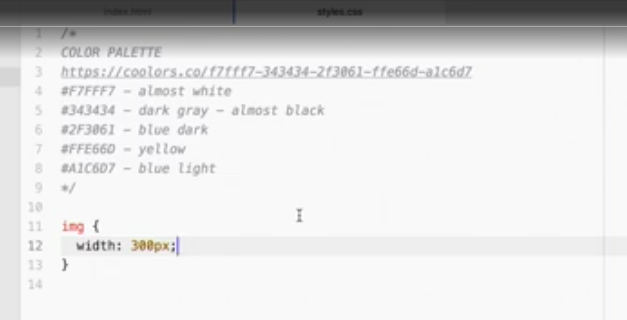 index.html styles.css
1 /*
2 COLOR PALETTE
3 https://coolors.co/f7fff7-343434-2f3061-ffe66d-a1c6d7
4 #F7FFF7 – almost white
5 #343434 – dark gray – almost black
6 #2F3061 – blue dark
7 #FFE66D – yellow
8 #A1C6D7 – blue light
9 */
10
11 img {
12 width: 300px;
13 }
14